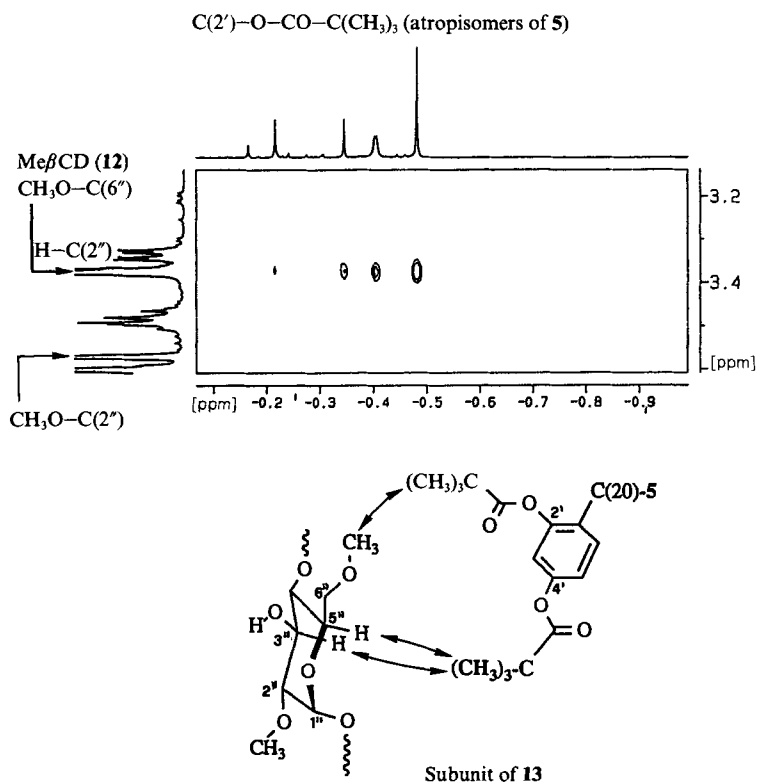 C(2′)–O–CO–C(CH₃)₃ (atropisomers of 5)
MeβCD (12)
CH₃O–C(6″)
H–C(2″)
CH₃O–C(2″)
3.2
3.4
[ppm]
[ppm] -0.2 -0.3 -0.4 -0.5 -0.6 -0.7 -0.8 -0.9
(CH₃)₃C
C(20)-5
O
O
2'
CH₃
O
4'
O
O
6"
O
HO
5"
H
3"
H
(CH₃)₃-C
O
2"
O
1"
O
CH₃
Subunit of 13